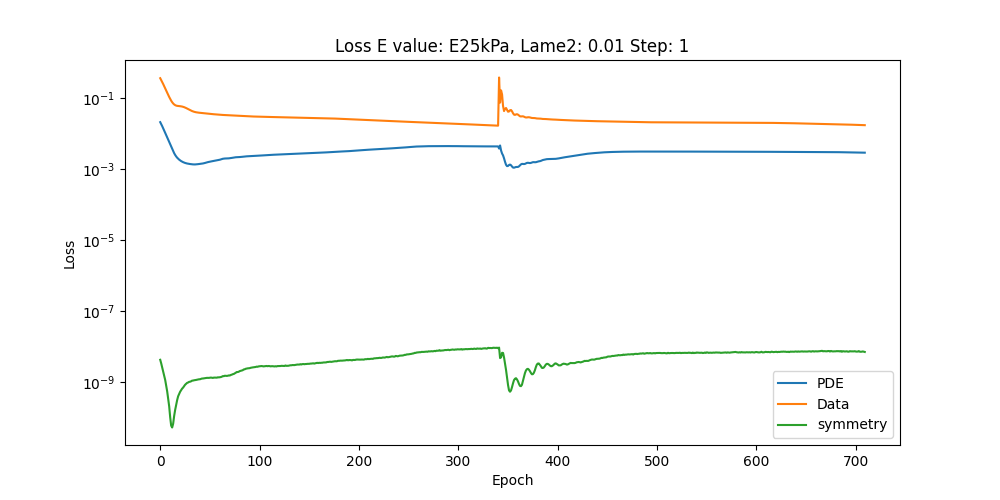 Loss E value: E25kPa, Lame2: 0.01 Step: 1
Loss
10⁻¹
10⁻³
10⁻⁵
10⁻⁷
10⁻⁹
0 100 200 300 400 500 600 700
Epoch
PDE
Data
symmetry